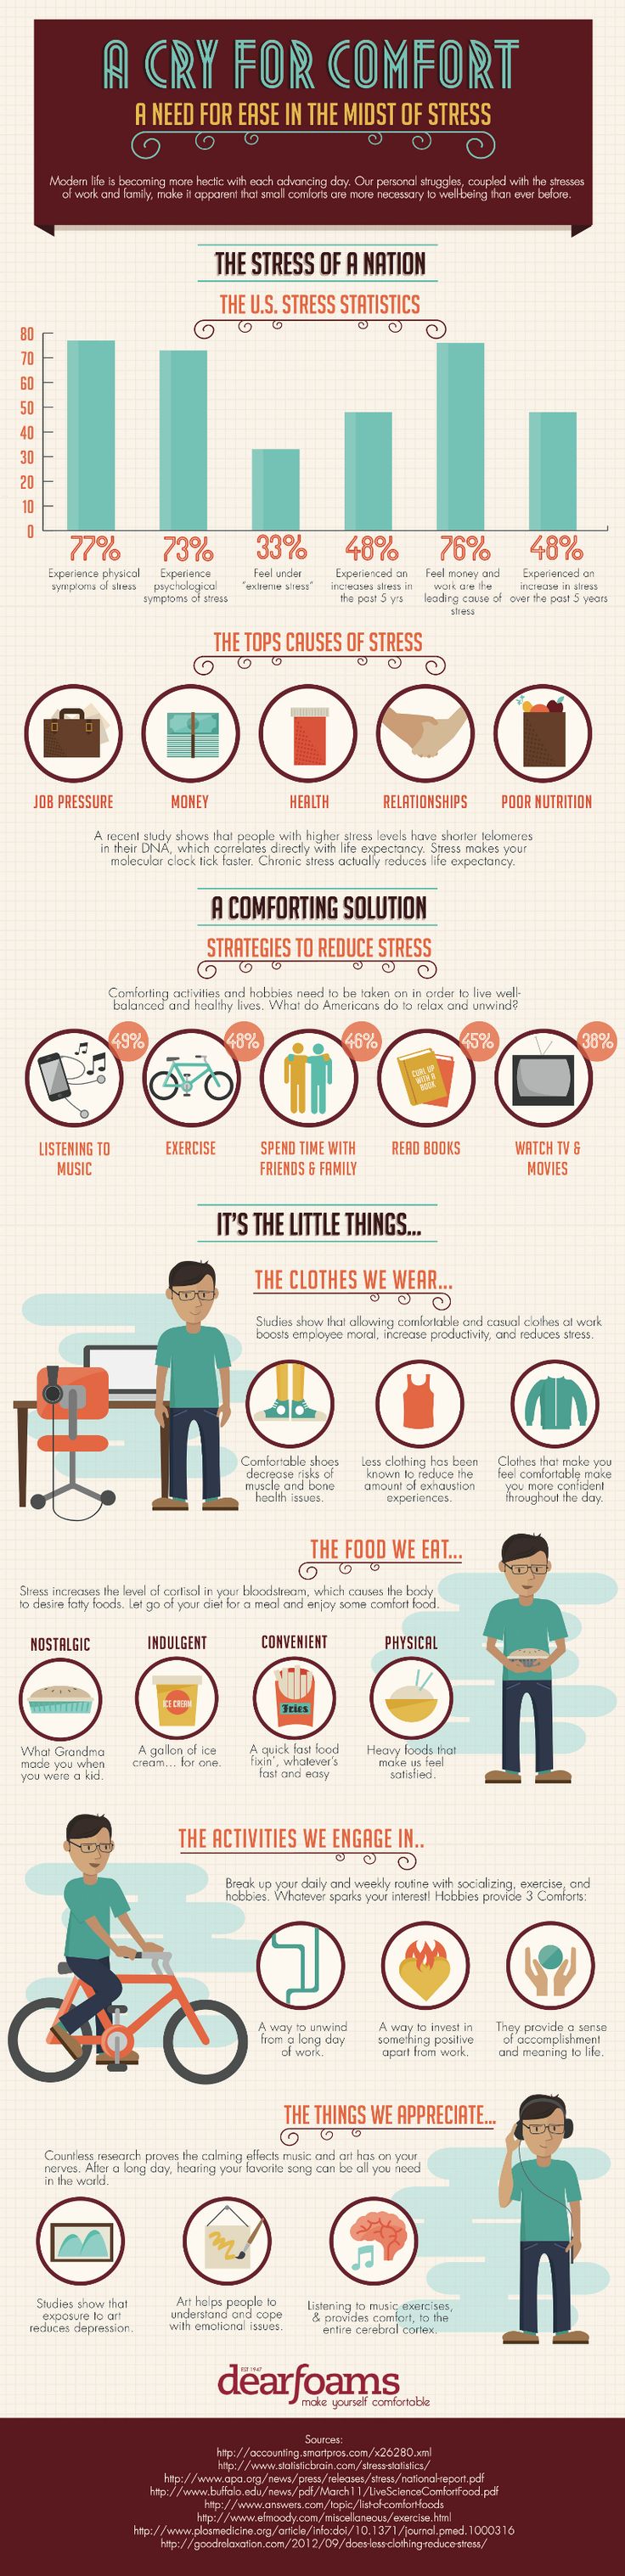 A CRY FOR COMFORT
A NEED FOR EASE IN THE MIDST OF STRESS
Modern life is becoming more hectic with each advancing day. Our personal struggles, coupled with the stresses
of work and family, make it apparent that small comforts are more necessary to well-being than ever before.
THE STRESS OF A NATION
THE U.S. STRESS STATISTICS
80
70
60
50
40
30
20
10
0
77%
73%
33%
48%
76%
48%
Experience physical
symptoms of stress
Experience
psychological
symptoms of stress
Feel under
"extreme stress"
Experienced an
increases stress in
the past 5 yrs
Feel money and
work are the
leading cause of
stress
Experienced an
increase in stress
over the past 5 years
THE TOPS CAUSES OF STRESS
JOB PRESSURE
MONEY
HEALTH
RELATIONSHIPS
POOR NUTRITION
A recent study shows that people with higher stress levels have shorter telomeres
in their DNA, which correlates directly with life expectancy. Stress makes your
molecular clock tick faster. Chronic stress actually reduces life expectancy.
A COMFORTING SOLUTION
STRATEGIES TO REDUCE STRESS
Comforting activities and hobbies need to be taken on in order to live well-
balanced and healthy lives. What do Americans do to relax and unwind?
49%
48%
46%
45%
36%
CURL UP
WITH A
BOOK
LISTENING TO
MUSIC
EXERCISE
SPEND TIME WITH
FRIENDS & FAMILY
READ BOOKS
WATCH TV &
MOVIES
IT'S THE LITTLE THINGS...
THE CLOTHES WE WEAR...
Studies show that allowing comfortable and casual clothes at work
boosts employee moral, increase productivity, and reduces stress.
Comfortable shoes
decrease risks of
muscle and bone
health issues.
Less clothing has been
known to reduce the
amount of exhaustion
experiences.
Clothes that make you
feel comfortable make
you more confident
throughout the day.
THE FOOD WE EAT...
Stress increases the level of cortisol in your bloodstream, which causes the body
to desire fatty foods. Let go of your diet for a meal and enjoy some comfort food.
NOSTALGIC
INDULGENT
CONVENIENT
PHYSICAL
ICE CREAM
Fries
What Grandma
made you when
you were a kid.
A gallon of ice
cream... for one.
A quick fast food
fixin', whatever's
fast and easy
Heavy foods that
make us feel
satisfied.
THE ACTIVITIES WE ENGAGE IN..
Break up your daily and weekly routine with socializing, exercise, and
hobbies. Whatever sparks your interest! Hobbies provide 3 Comforts:
A way to unwind
from a long day
of work.
A way to invest in
something positive
apart from work.
They provide a sense
of accomplishment
and meaning to life.
THE THINGS WE APPRECIATE...
Countless research proves the calming effects music and art has on your
nerves. After a long day, hearing your favorite song can be all you need
in the world.
Studies show that
exposure to art
reduces depression.
Art helps people to
understand and cope
with emotional issues.
Listening to music exercises,
& provides comfort, to the
entire cerebral cortex.
EST 1947
dearfoams
make yourself comfortable
Sources:
http://accounting.smartpros.com/x26280.xml
http://www.statisticbrain.com/stress-statistics/
http://www.apa.org/news/press/releases/stress/national-report.pdf
http://www.buffalo.edu/news/pdf/March11/LiveScienceComfortFood.pdf
http://www.answers.com/topic/list-of-comfort-foods
http://www.efmoody.com/miscellaneous/exercise.html
http://www.plosmedicine.org/article/info:doi/10.1371/journal.pmed.1000316
http://goodrelaxation.com/2012/09/does-less-clothing-reduce-stress/